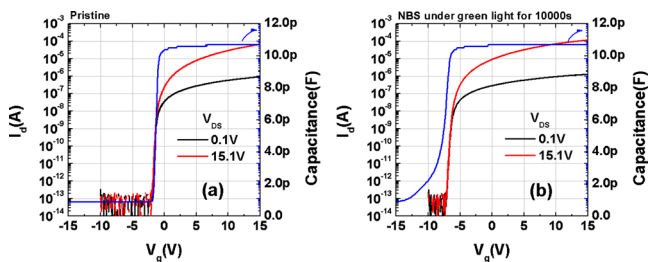 Pristine
NBS under green light for 10000s
10⁻³
10⁻⁴
10⁻⁵
10⁻⁶
10⁻⁷
10⁻⁸
10⁻⁹
10⁻¹⁰
10⁻¹¹
10⁻¹²
10⁻¹³
10⁻¹⁴
I_d(A)
V_DS
0.1V
15.1V
(a)
12.0p
10.0p
8.0p
6.0p
4.0p
2.0p
0.0
Capacitance(F)
-15 -10 -5 0 5 10 15
V_g(V)
10⁻³
10⁻⁴
10⁻⁵
10⁻⁶
10⁻⁷
10⁻⁸
10⁻⁹
10⁻¹⁰
10⁻¹¹
10⁻¹²
10⁻¹³
10⁻¹⁴
I_d(A)
V_DS
0.1V
15.1V
(b)
12.0p
10.0p
8.0p
6.0p
4.0p
2.0p
0.0
Capacitance(F)
-15 -10 -5 0 5 10 15
V_g(V)